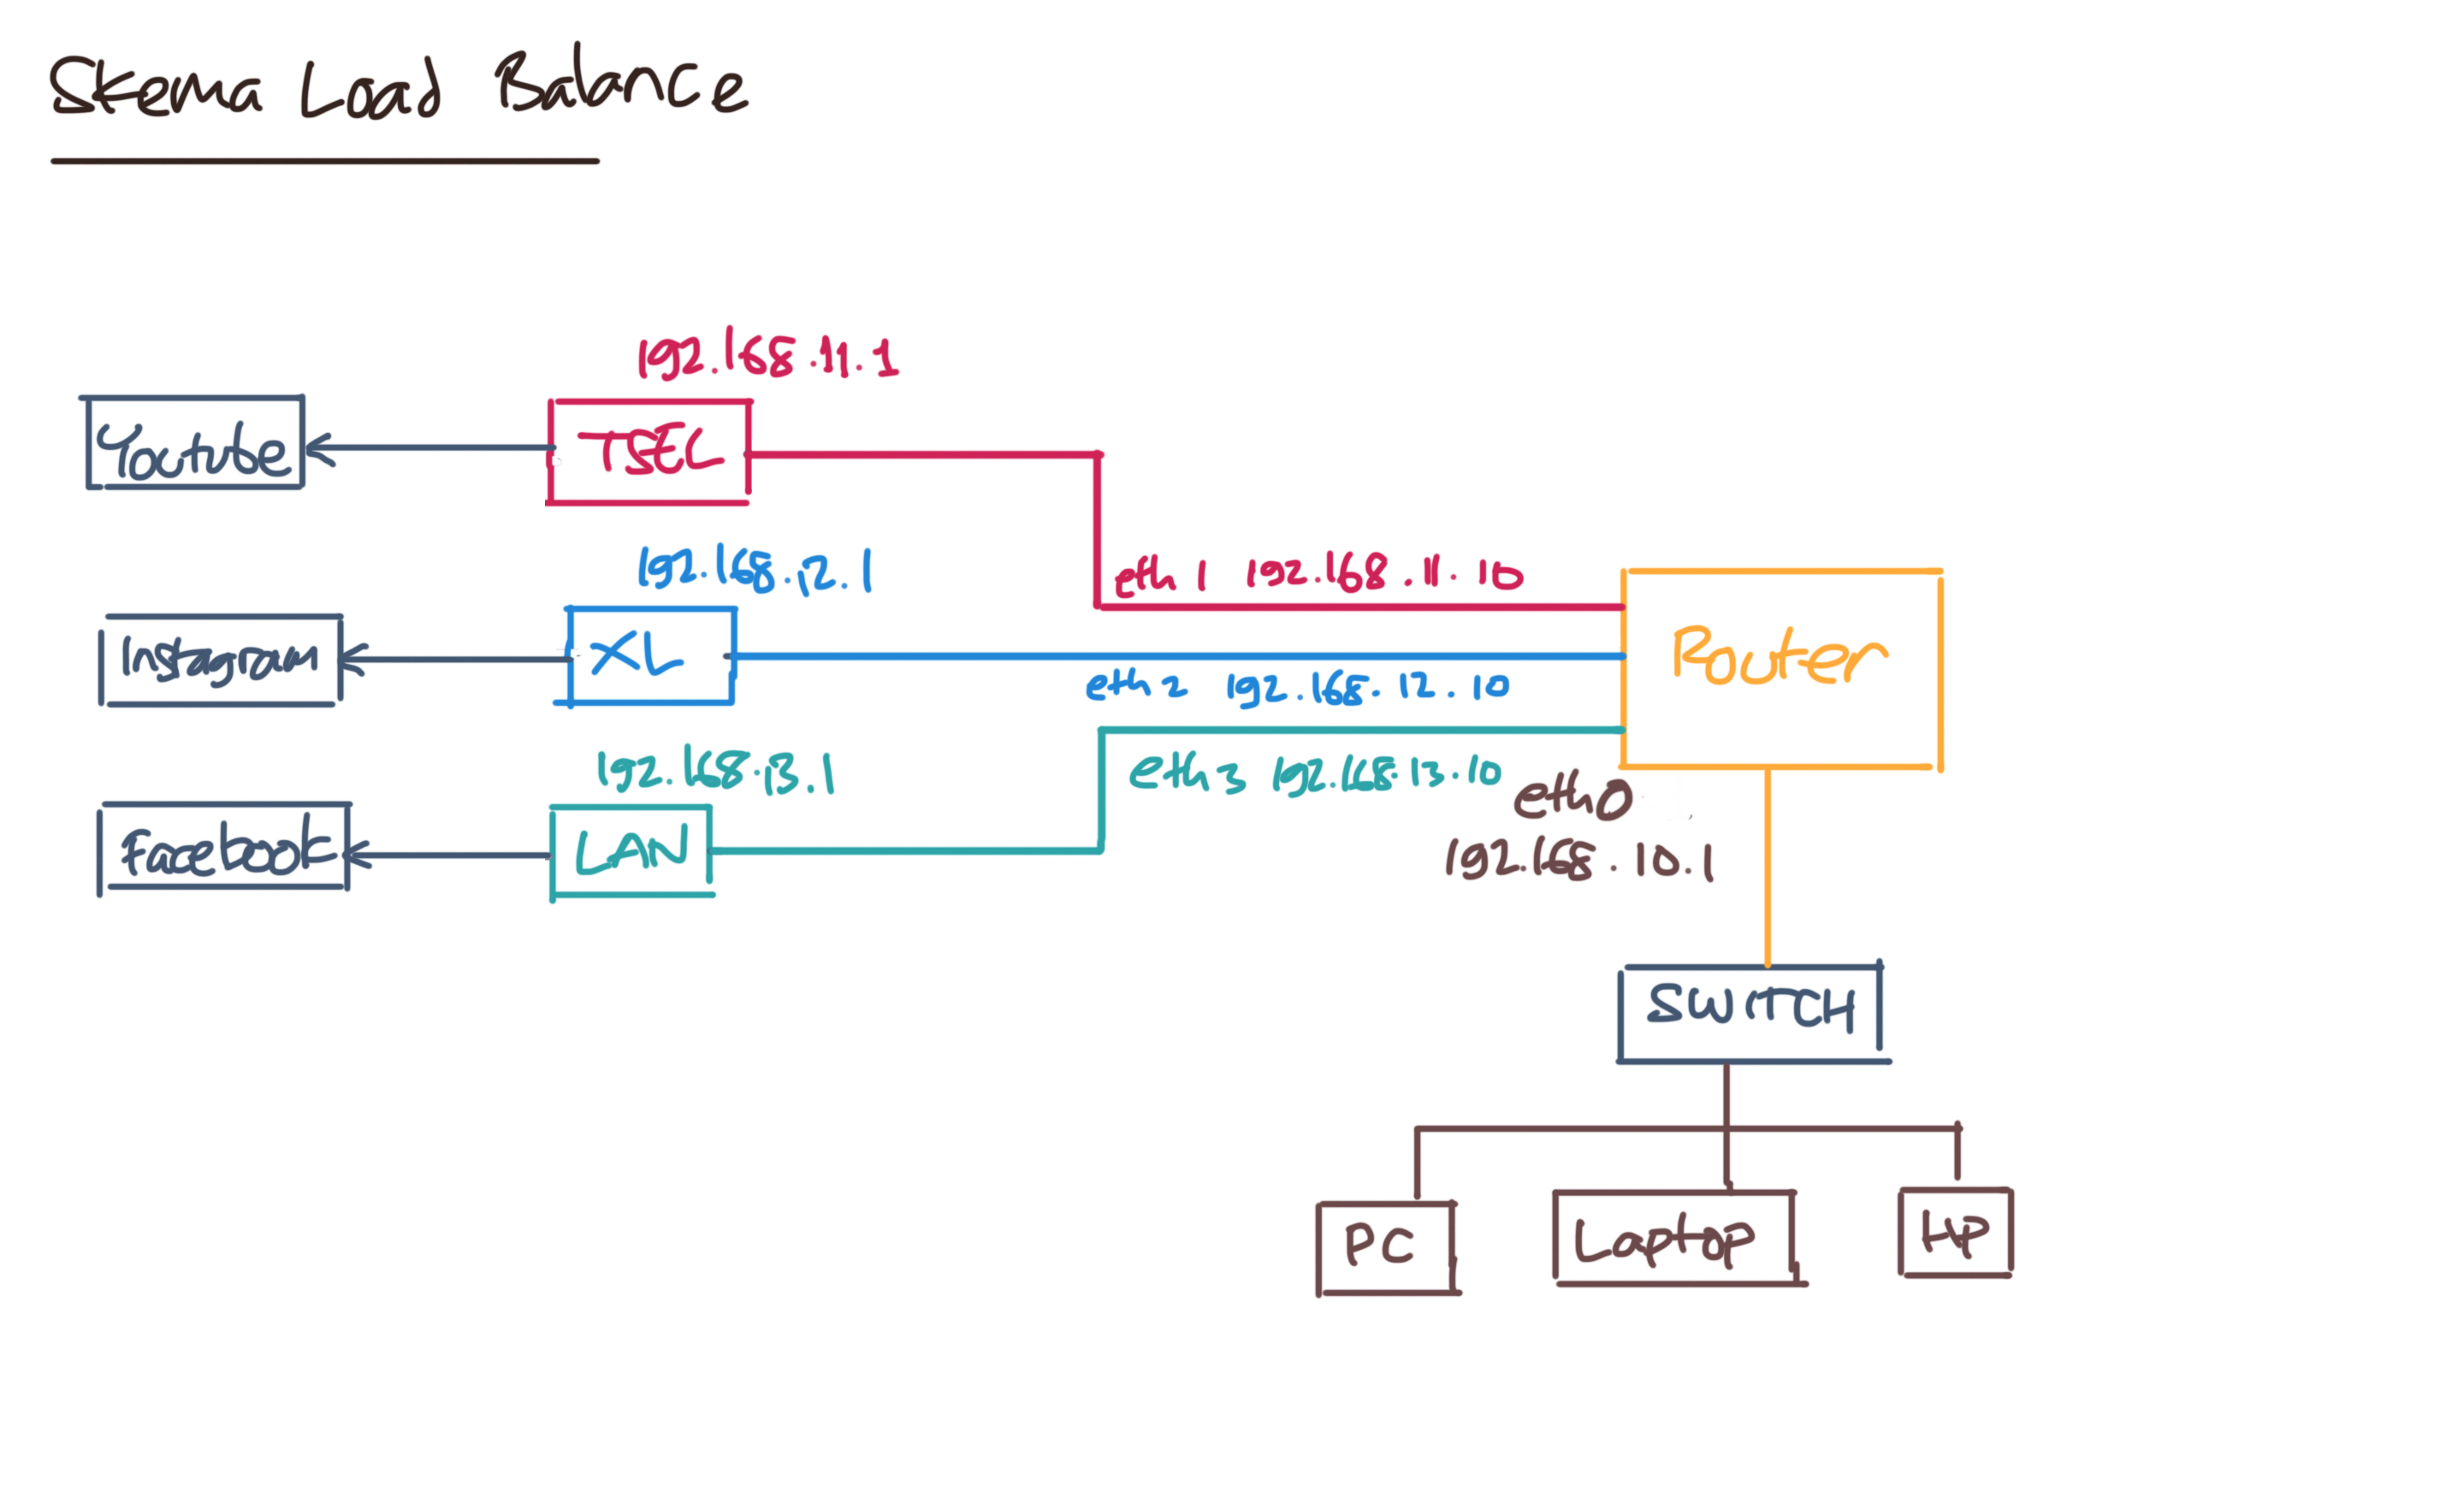 Skema Load Balance
192.168.11.1
Youtube
TSEL
192.168.12.1
eth 1 192.168.11.10
Instagram
XL
Router
eth 2 192.168.12.10
192.168.13.1
eth 3 192.168.13.10
eth0
Facebook
LAN
192.168.10.1
SWITCH
PC
Laptop
HP